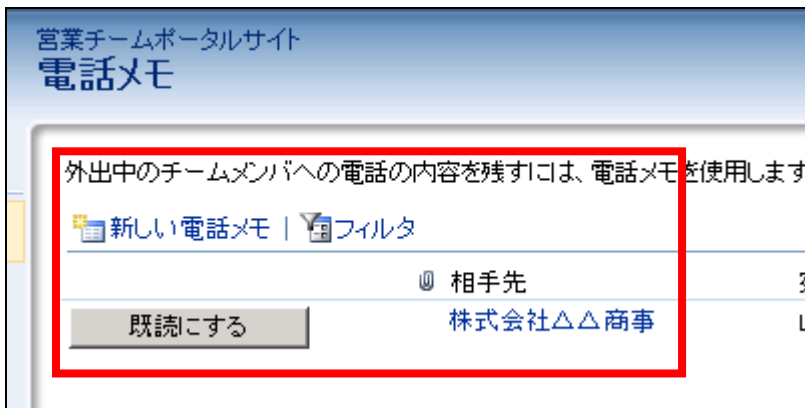 営業チームポータルサイト
電話メモ
外出中のチームメンバへの電話の内容を残すには、電話メモを使用します
新しい電話メモ | フィルタ
相手先
既読にする 株式会社△△商事